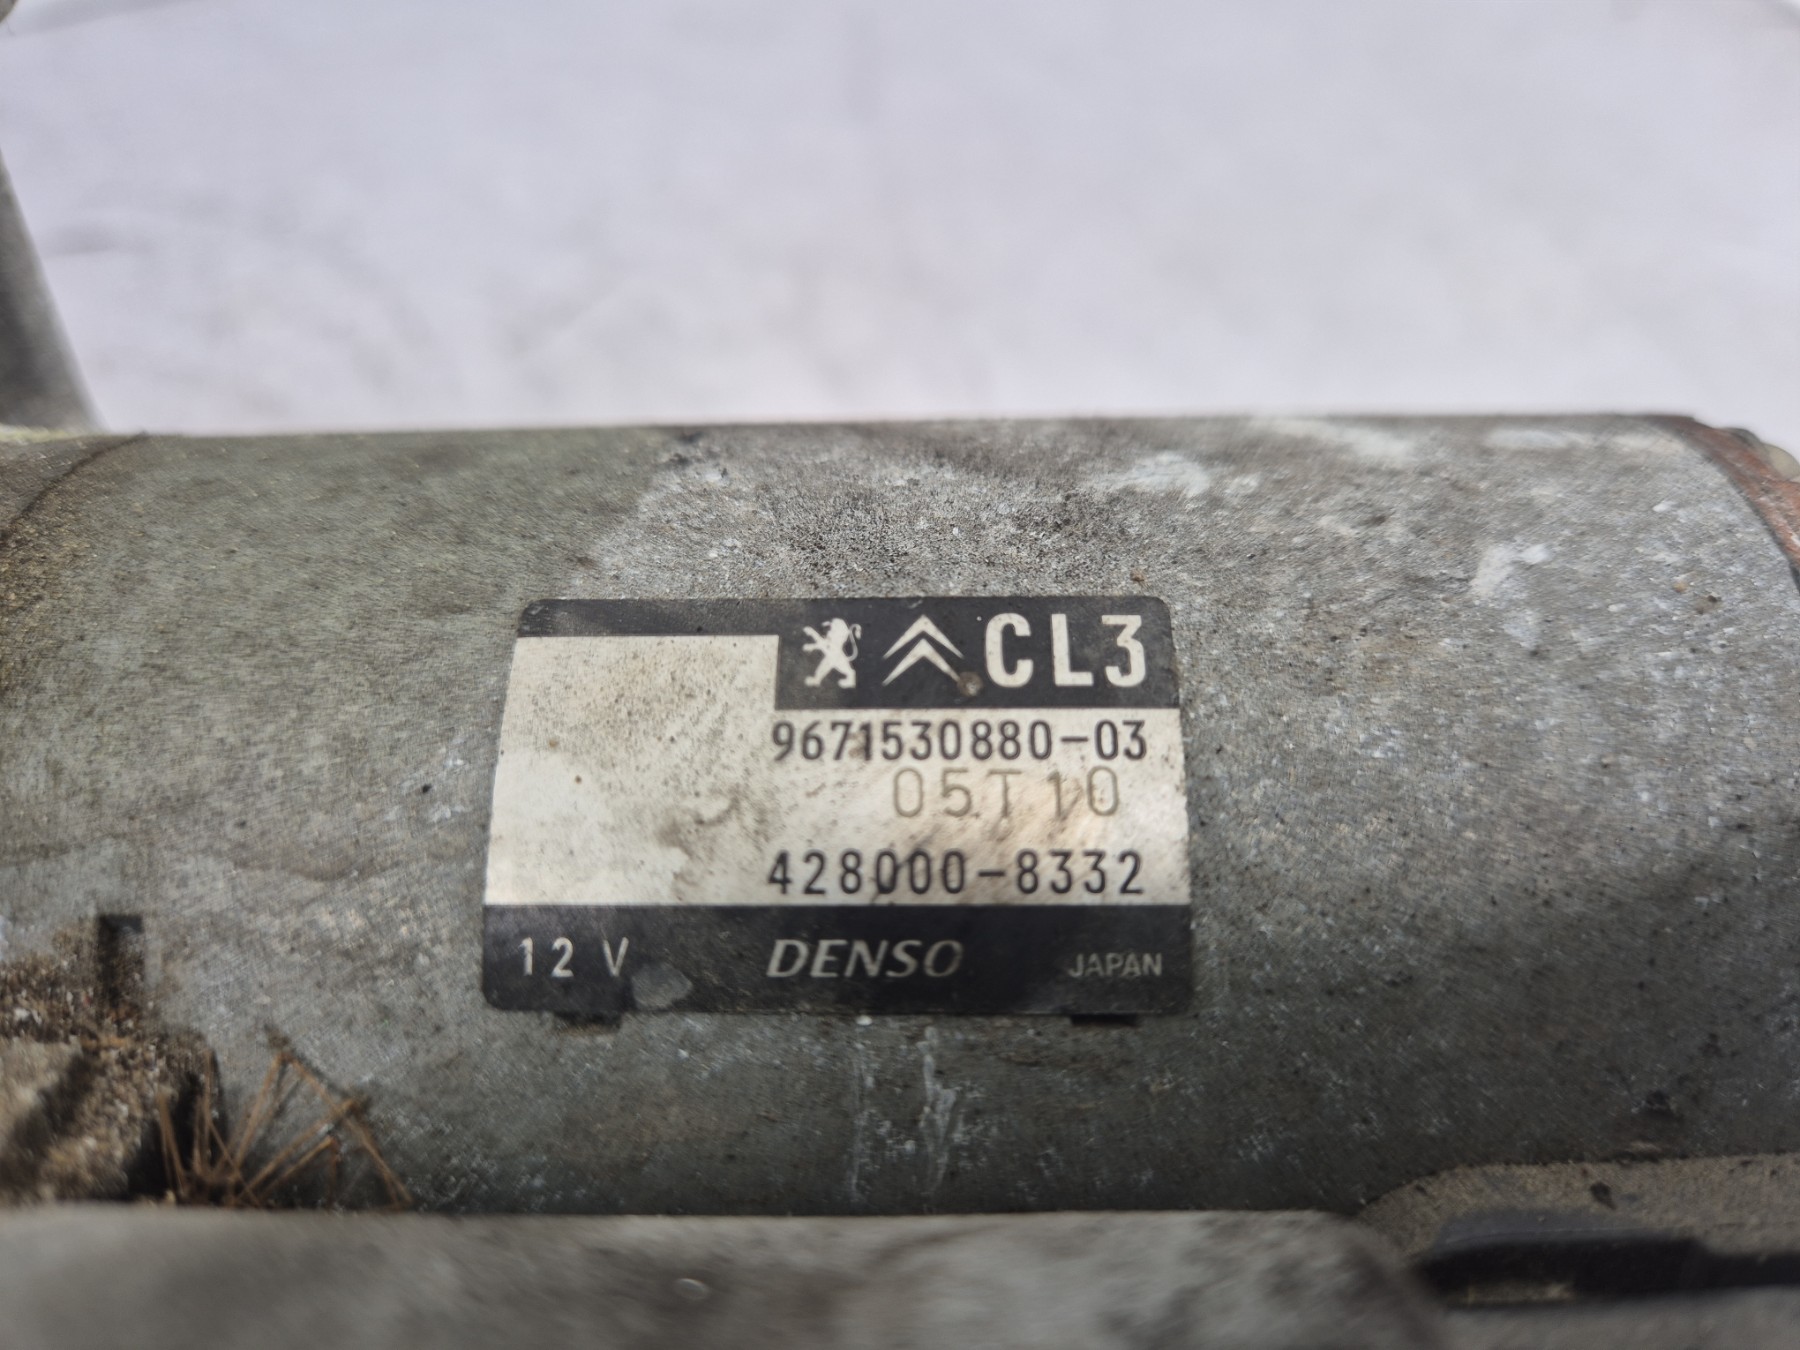 CL3
9671530880-03
05T10
428000-8332
12 V DENSO JAPAN